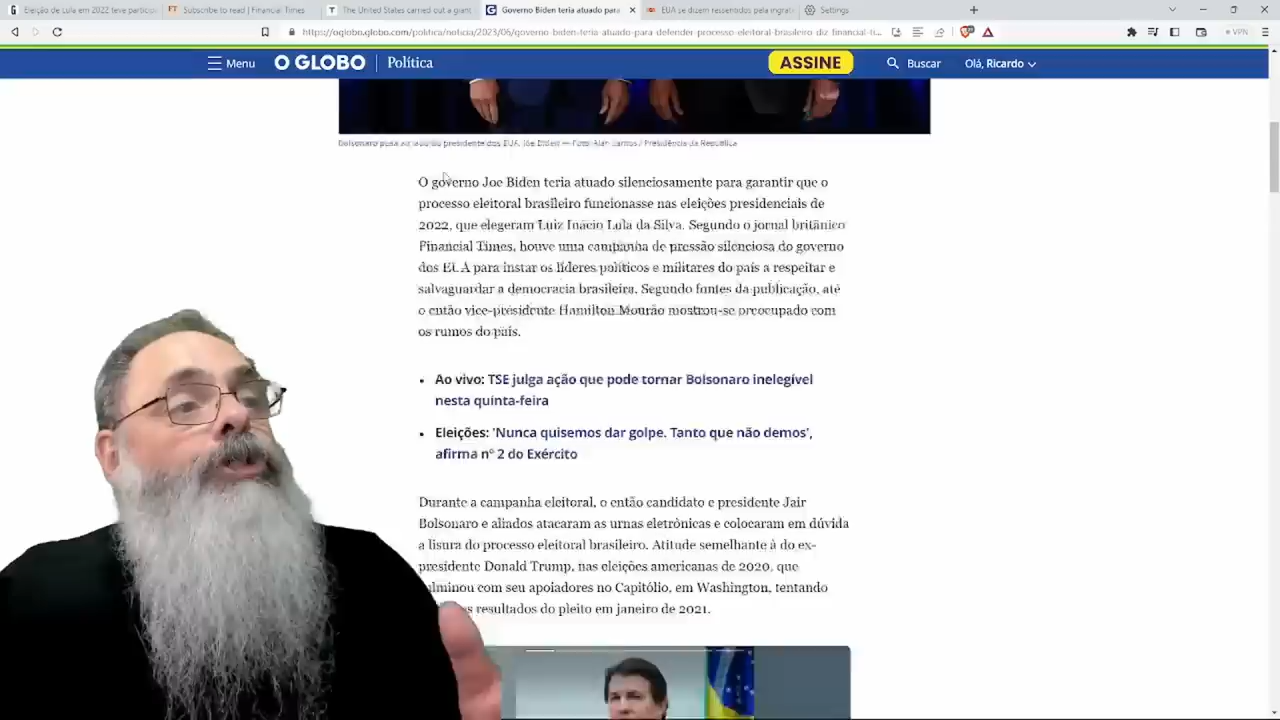 Eleição de Lula em 2022 teve particip
Subscribe to read | Financial Times
The United States carried out a giant
Governo Biden teria atuado para
EUA se dizem ressentidos pela ingrat
Settings
https://oglobo.globo.com/politica/noticia/2023/06/governo-biden-teria-atuado-para-defender-processo-eleitoral-brasileiro-diz-financial-ti...
VPN
Menu
O GLOBO
Política
ASSINE
Buscar
Olá, Ricardo
Bolsonaro posa ao lado do presidente dos EUA, Joe Biden — Foto: Alan Santos / Presidência da República
O governo Joe Biden teria atuado silenciosamente para garantir que o
processo eleitoral brasileiro funcionasse nas eleições presidenciais de
2022, que elegeram Luiz Inácio Lula da Silva. Segundo o jornal britânico
Financial Times, houve uma campanha de pressão silenciosa do governo
dos EUA para instar os líderes políticos e militares do país a respeitar e
salvaguardar a democracia brasileira. Segundo fontes da publicação, até
o então vice-presidente Hamilton Mourão mostrou-se preocupado com
os rumos do país.
• Ao vivo: TSE julga ação que pode tornar Bolsonaro inelegível
nesta quinta-feira
• Eleições: 'Nunca quisemos dar golpe. Tanto que não demos',
afirma nº 2 do Exército
Durante a campanha eleitoral, o então candidato e presidente Jair
Bolsonaro e aliados atacaram as urnas eletrônicas e colocaram em dúvida
a lisura do processo eleitoral brasileiro. Atitude semelhante à do ex-
presidente Donald Trump, nas eleições americanas de 2020, que
ulminou com seu apoiadores no Capitólio, em Washington, tentando
os resultados do pleito em janeiro de 2021.